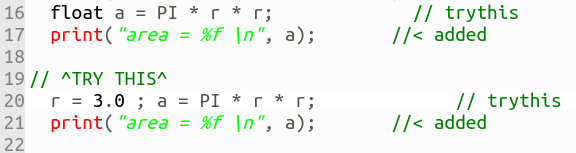 16 float a = PI * r * r; // trythis
17 print("area = %f \n", a); //< added
18
19 // ^TRY THIS^
20 r = 3.0 ; a = PI * r * r; // trythis
21 print("area = %f \n", a); //< added
22